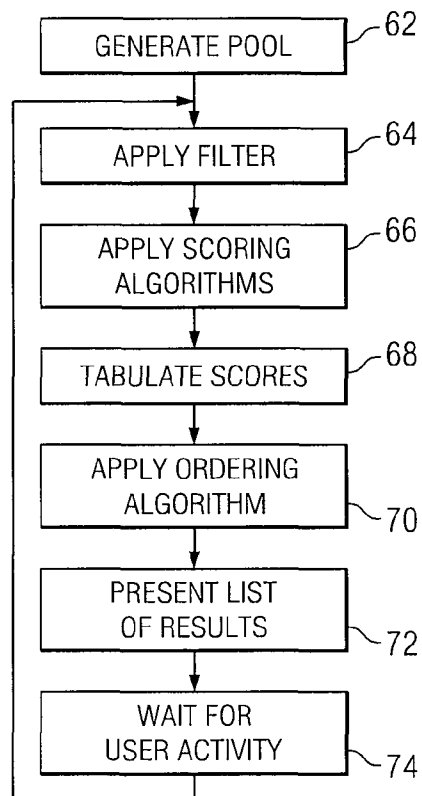 GENERATE POOL
62
APPLY FILTER
64
APPLY SCORING
ALGORITHMS
66
TABULATE SCORES
68
APPLY ORDERING
ALGORITHM
70
PRESENT LIST
OF RESULTS
72
WAIT FOR
USER ACTIVITY
74